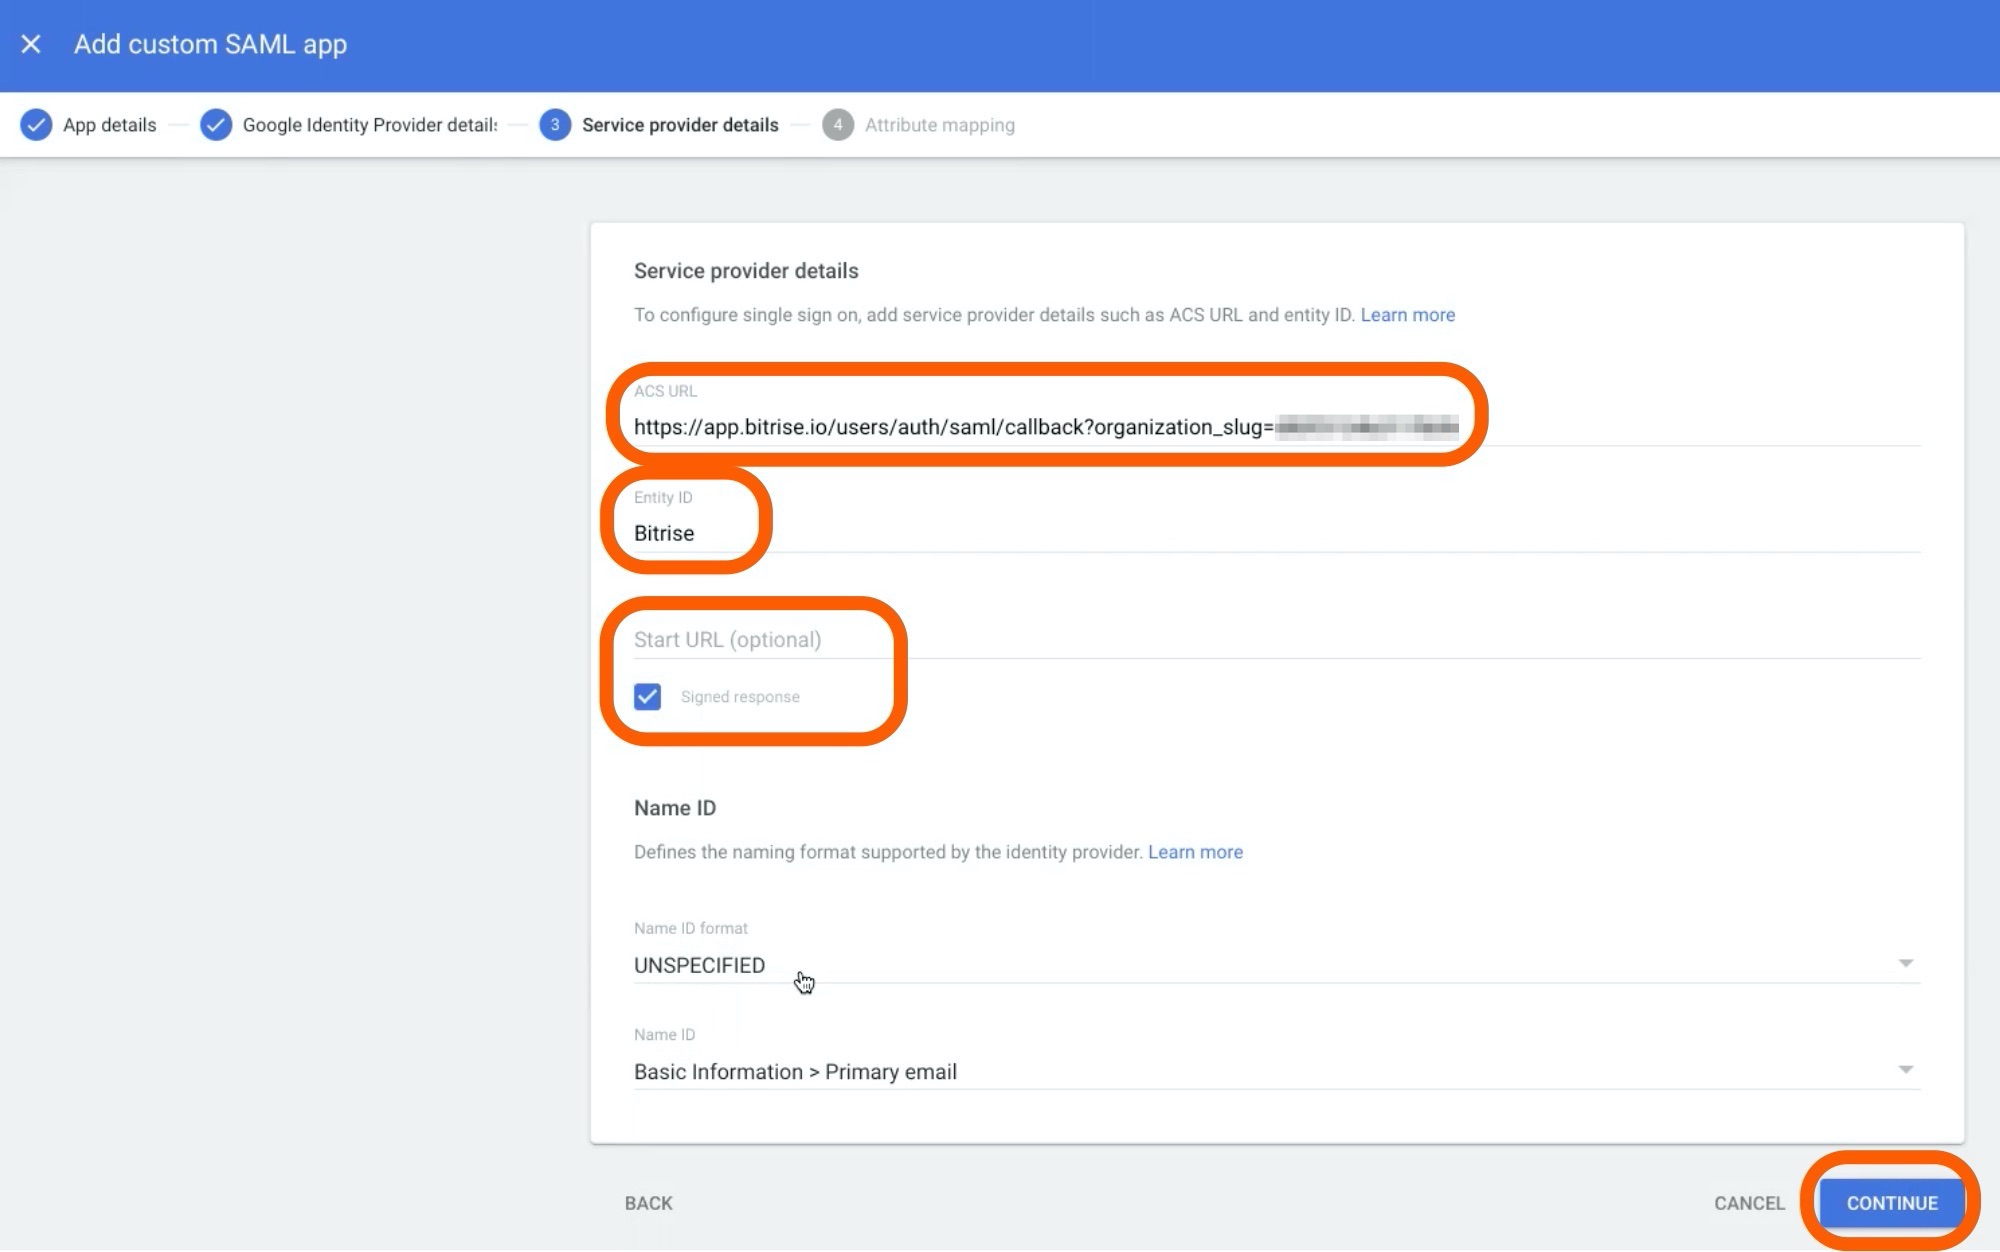 Add custom SAML app
App details
Google Identity Provider detail
3 Service provider details
4 Attribute mapping
Service provider details
To configure single sign on, add service provider details such as ACS URL and entity ID. Learn more
ACS URL
https://app.bitrise.io/users/auth/saml/callback?organization_slug=
Entity ID
Bitrise
Start URL (optional)
Signed response
Name ID
Defines the naming format supported by the identity provider. Learn more
Name ID format
UNSPECIFIED
Name ID
Basic Information > Primary email
BACK
CANCEL
CONTINUE